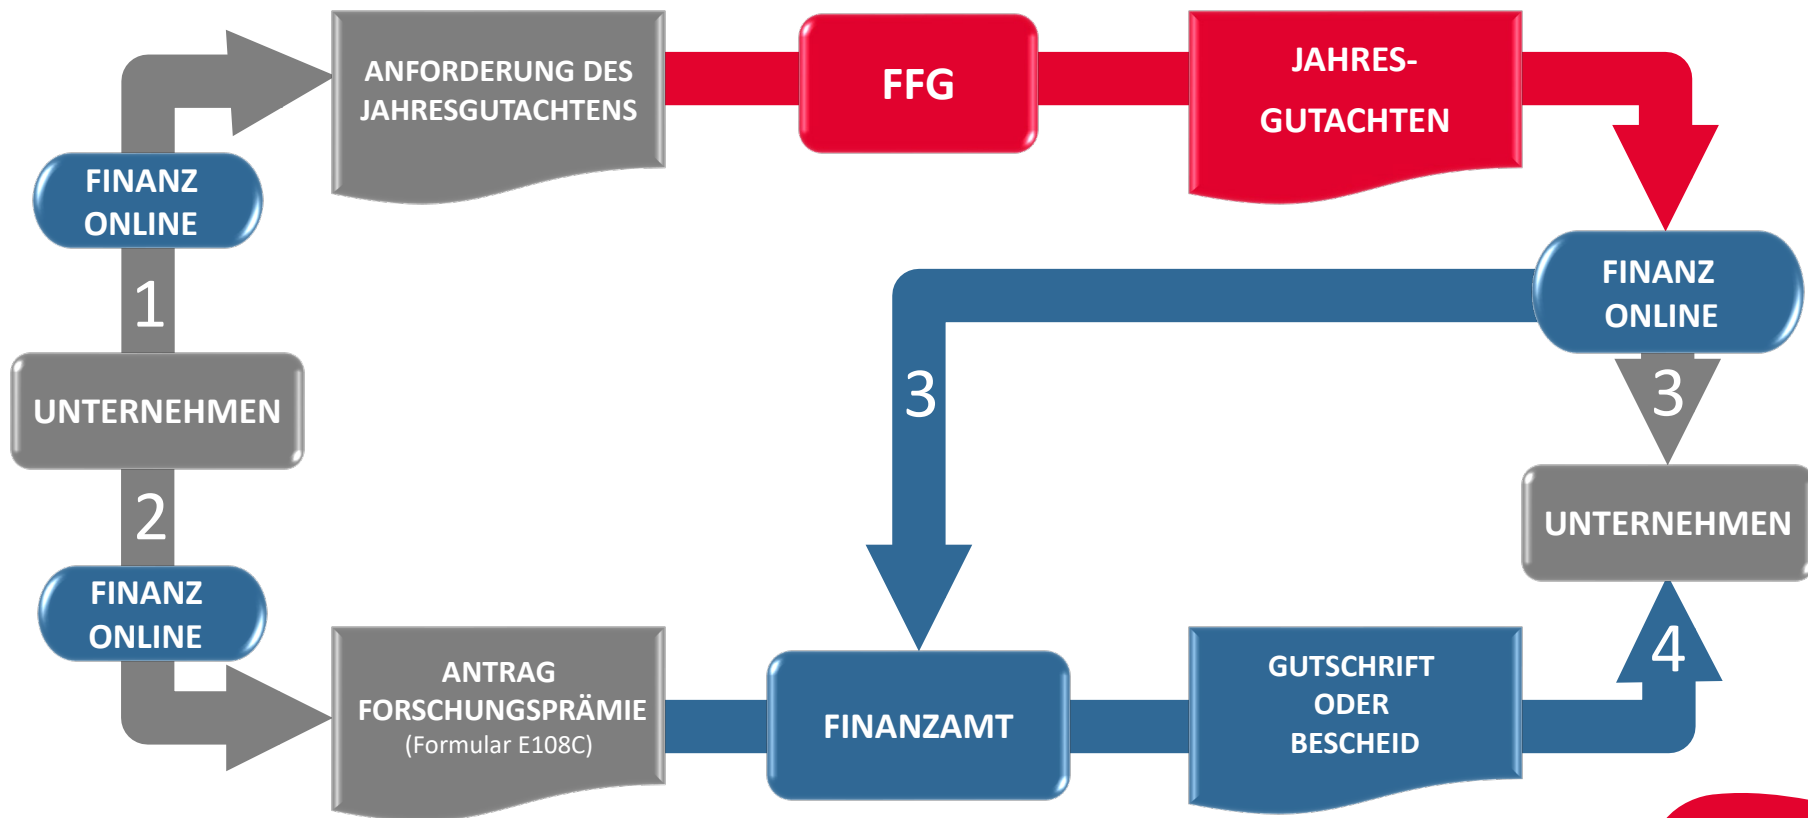 ANFORDERUNG DES
JAHRESGUTACHTENS
FFG
JAHRES-
GUTACHTEN
FINANZ
ONLINE
1
FINANZ
ONLINE
UNTERNEHMEN
3
3
2
UNTERNEHMEN
FINANZ
ONLINE
ANTRAG
FORSCHUNGSPRÄMIE
(Formular E108C)
FINANZAMT
GUTSCHRIFT
ODER
BESCHEID
4